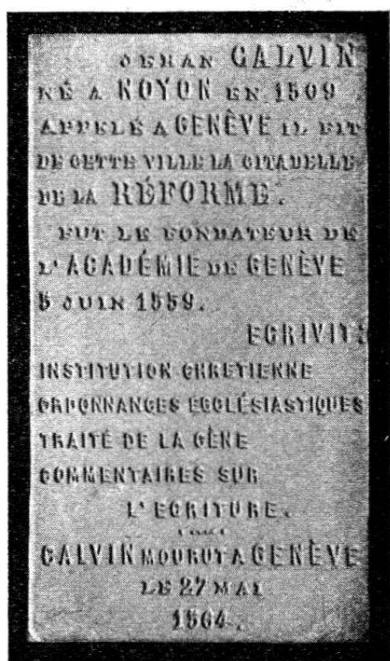 JEHAN CALVIN
NÉ A NOYON EN 1509
APPELÉ A GENÈVE IL FIT
DE CETTE VILLE LA CITADELLE
DE LA RÉFORME.
FUT LE FONDATEUR DE
L'ACADÉMIE DE GENÈVE
5 JUIN 1559.
ECRIVIT:
INSTITUTION CHRETIENNE
ORDONNANCES ECCLÉSIASTIQUES
TRAITÉ DE LA CÈNE
COMMENTAIRES SUR
L'ECRITURE.
CALVIN MOURUT A GENÈVE
LE 27 MAI
1564.